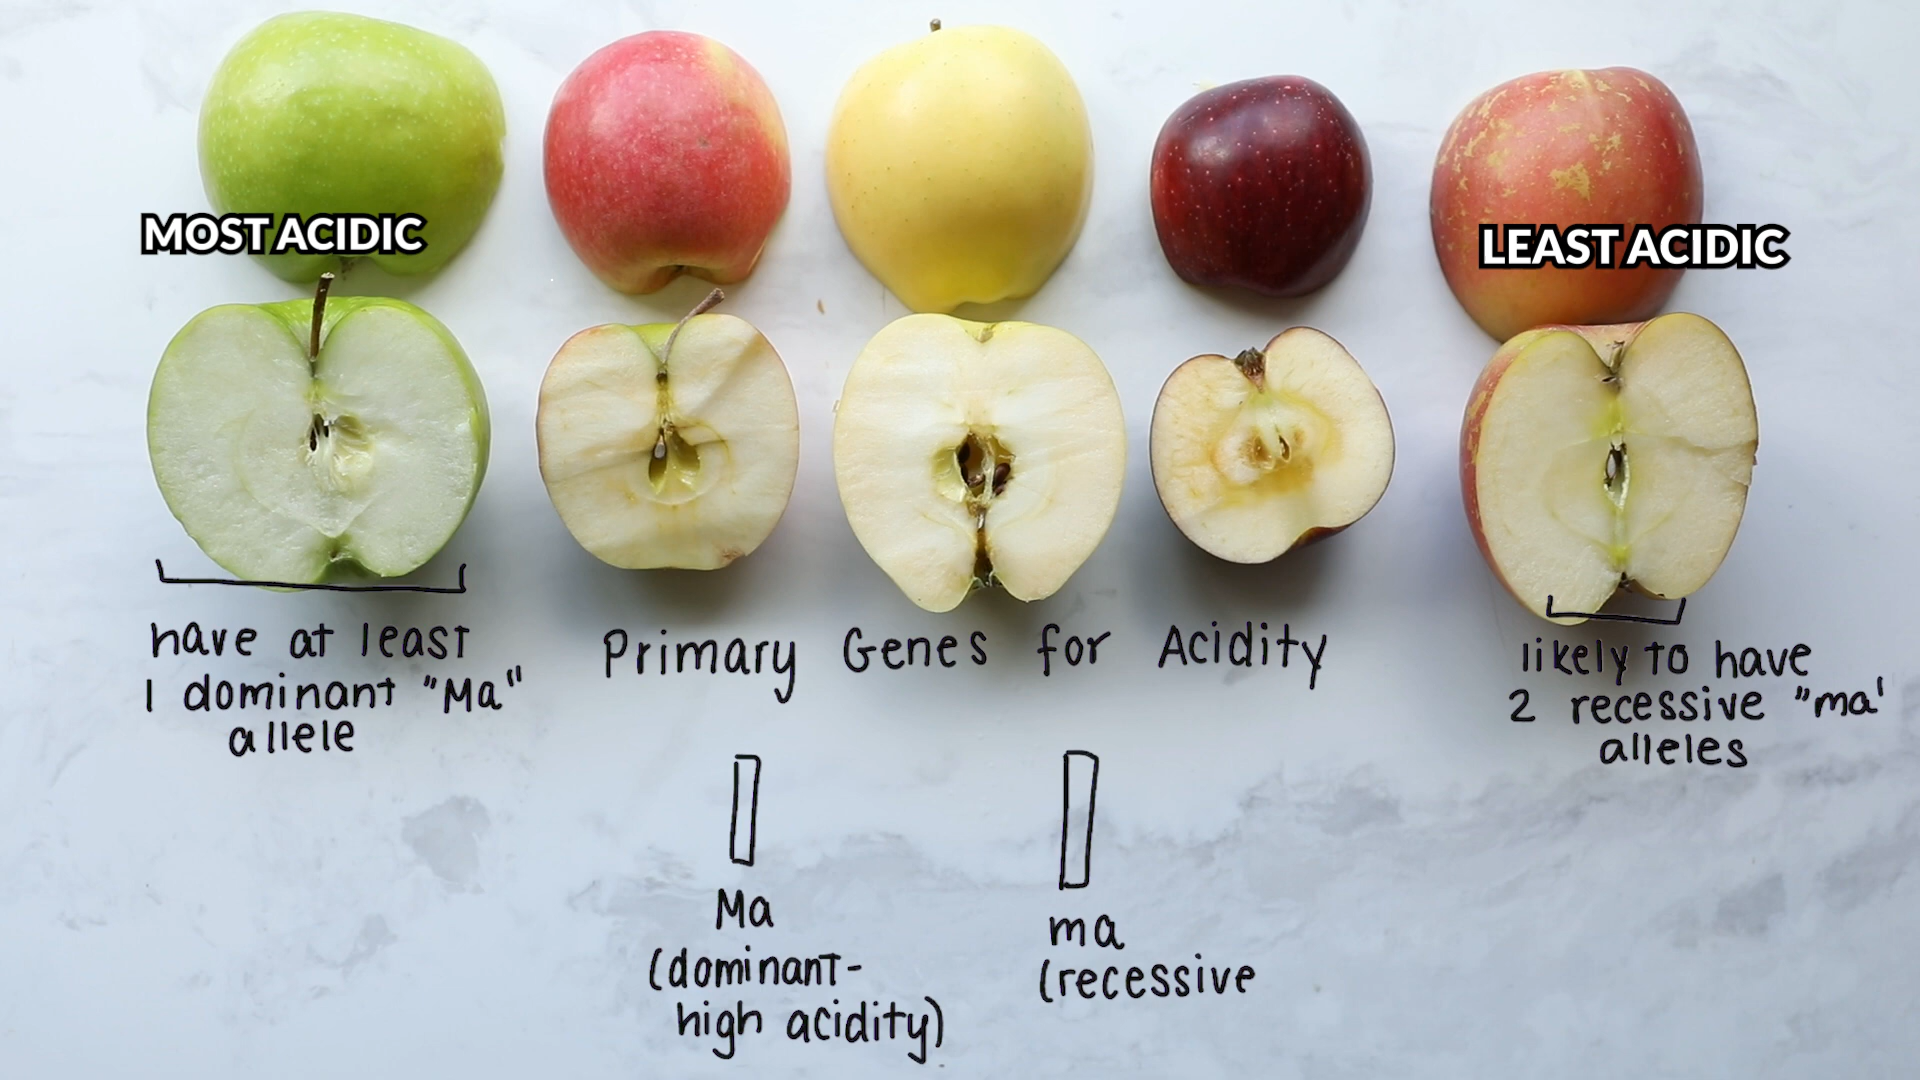 MOST ACIDIC
LEAST ACIDIC
have at least
1 dominant "Ma"
allele
Primary Genes for Acidity
likely to have
2 recessive "ma'
alleles
Ma
(dominant-
high acidity)
ma
(recessive